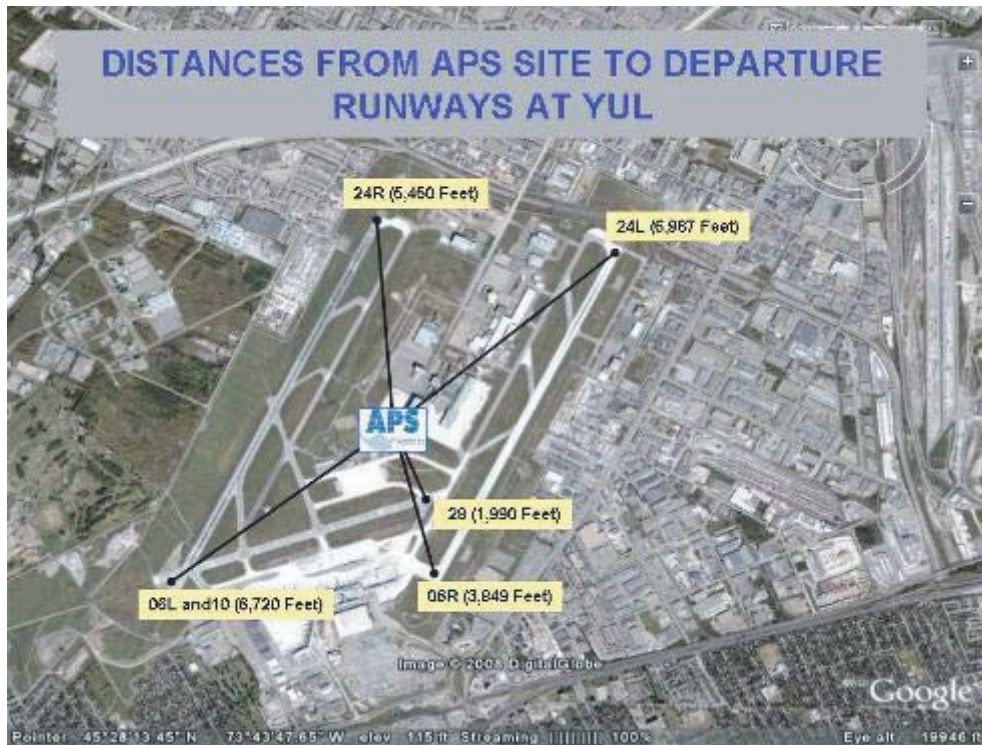 DISTANCES FROM APS SITE TO DEPARTURE
RUNWAYS AT YUL
24R (5,450 Feet)
24L (5,967 Feet)
APS
29 (1,990 Feet)
06L and10 (6,720 Feet)
06R (3,849 Feet)
Image © 2008 DigitalGlobe
Google
Pointer 45°28'13.45" N 73°43'47.65" W elev 115 ft Streaming 100% Eye alt 19946 ft